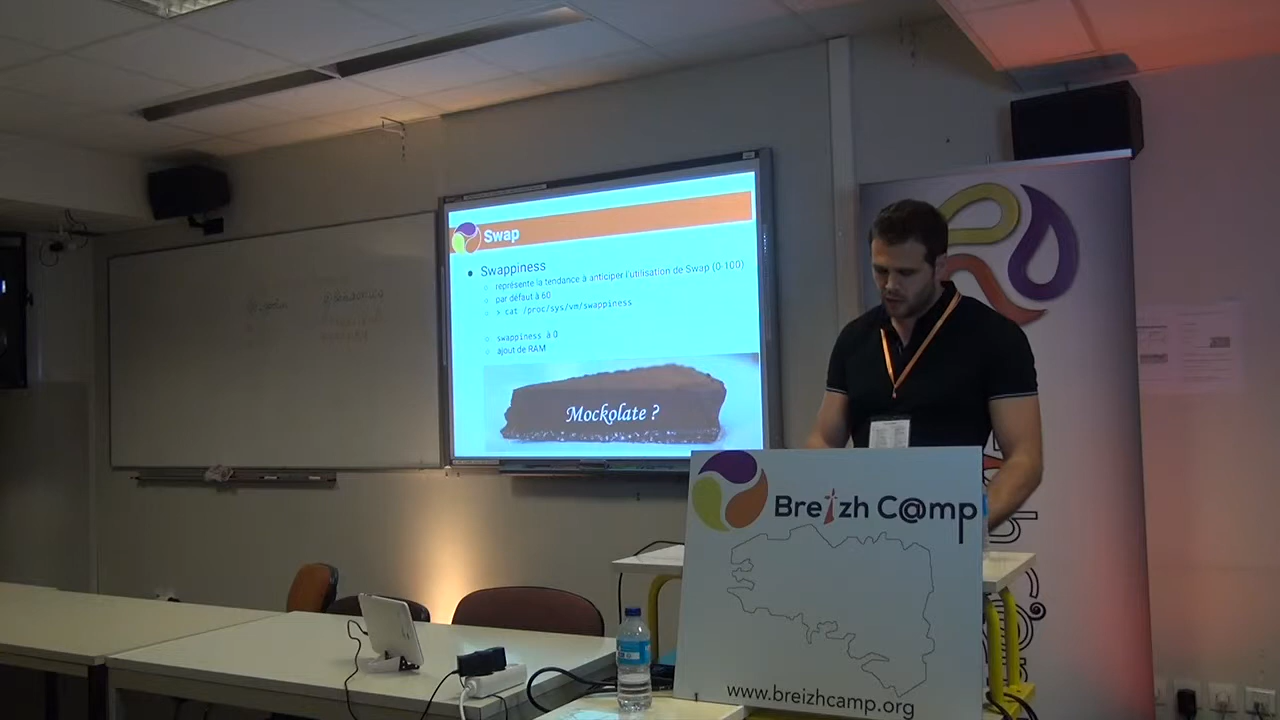 Swap
● Swappiness
○ représente la tendance à anticiper l'utilisation de Swap (0-100)
○ par défaut à 60
○ > cat /proc/sys/vm/swappiness
○ swappiness à 0
○ ajout de RAM
Mockolate ?
Breizh C@mp
www.breizhcamp.org